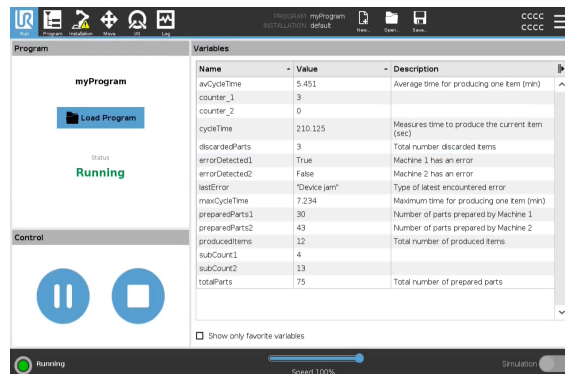 UR
PROGRAM myProgram
INSTALLATION default
CCCC
CCCC
Run Program Installation Move I/O Log New... Open... Save...
Program
myProgram
Load Program
Status
Running
Control
Variables
Name Value Description
avCycleTime 5.451 Average time for producing one item (min)
counter_1 3
counter_2 0
cycleTime 210.125 Measures time to produce the current item
(sec)
discardedParts 3 Total number discarded items
errorDetected1 True Machine 1 has an error
errorDetected2 False Machine 2 has an error
lastError "Device jam" Type of latest encountered error
maxCycleTime 7.234 Maximum time for producing one item (min)
preparedParts1 30 Number of parts prepared by Machine 1
preparedParts2 43 Number of parts prepared by Machine 2
producedItems 12 Total number of produced items
subCount1 4
subCount2 13
totalParts 75 Total number of prepared parts
Show only favorite variables
Running
Speed 100%
Simulation